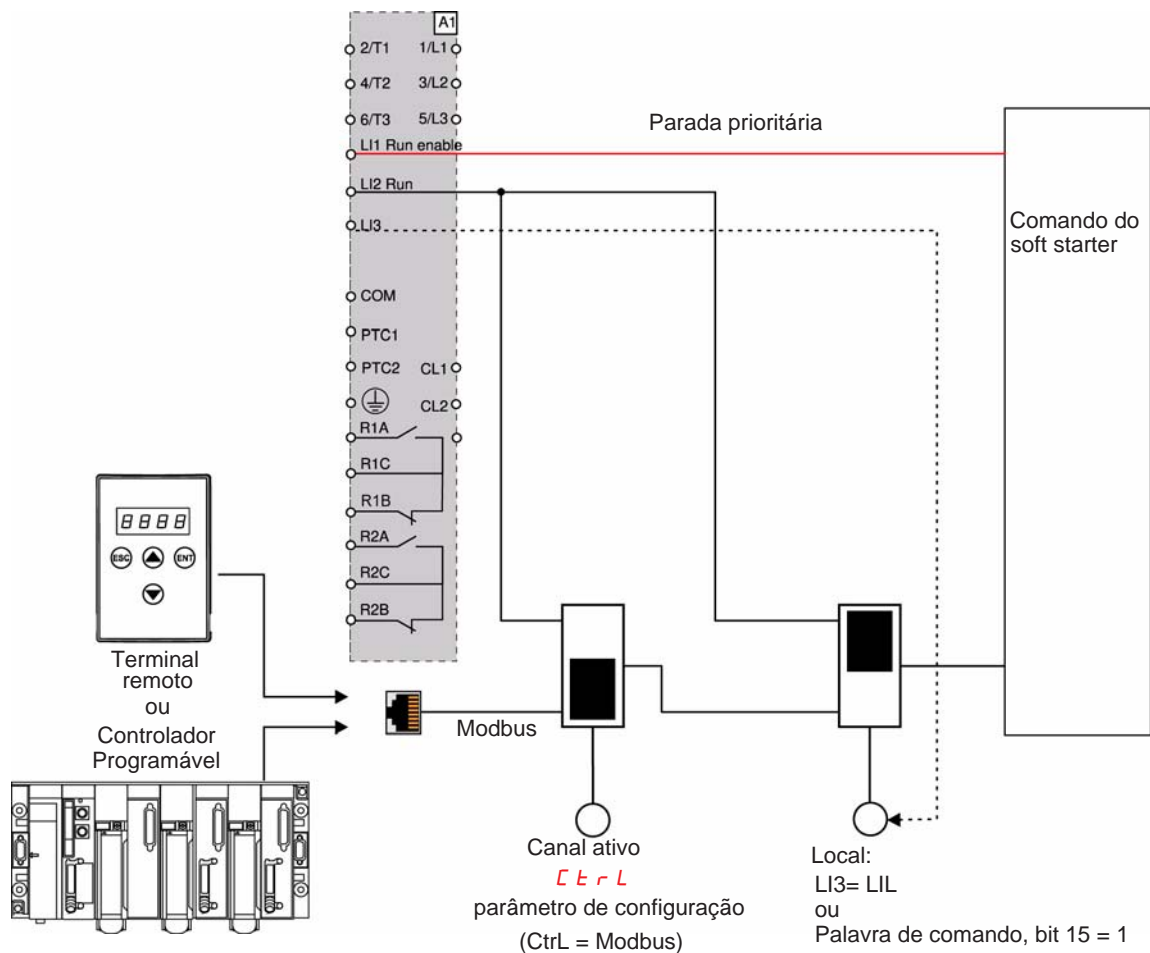 A1
2/T1 1/L1
4/T2 3/L2
6/T3 5/L3
LI1 Run enable
LI2 Run
LI3
COM
PTC1
PTC2 CL1
CL2
R1A
R1C
R1B
R2A
R2C
R2B
Parada prioritária
Comando do
soft starter
8888
ESC
ENT
Terminal
remoto
ou
Controlador
Programável
Modbus
Canal ativo
CtrL
parâmetro de configuração
(CtrL = Modbus)
Local:
LI3= LIL
ou
Palavra de comando, bit 15 = 1